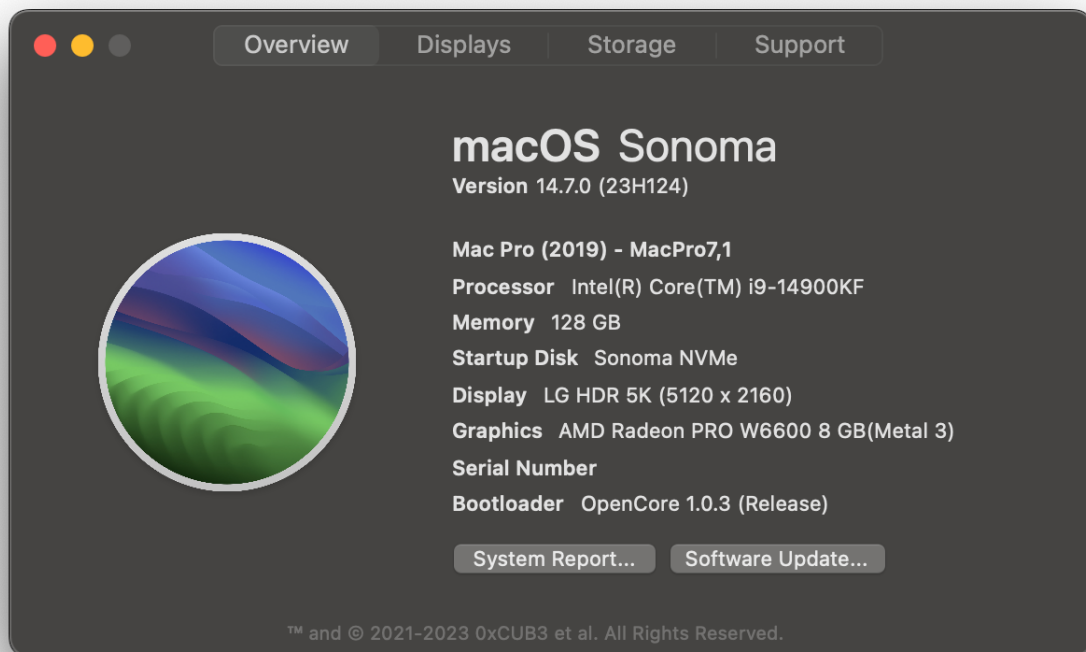 Overview Displays Storage Support
macOS Sonoma
Version 14.7.0 (23H124)
Mac Pro (2019) - MacPro7,1
Processor Intel(R) Core(TM) i9-14900KF
Memory 128 GB
Startup Disk Sonoma NVMe
Display LG HDR 5K (5120 x 2160)
Graphics AMD Radeon PRO W6600 8 GB(Metal 3)
Serial Number
Bootloader OpenCore 1.0.3 (Release)
System Report... Software Update...
™ and © 2021-2023 0xCUB3 et al. All Rights Reserved.